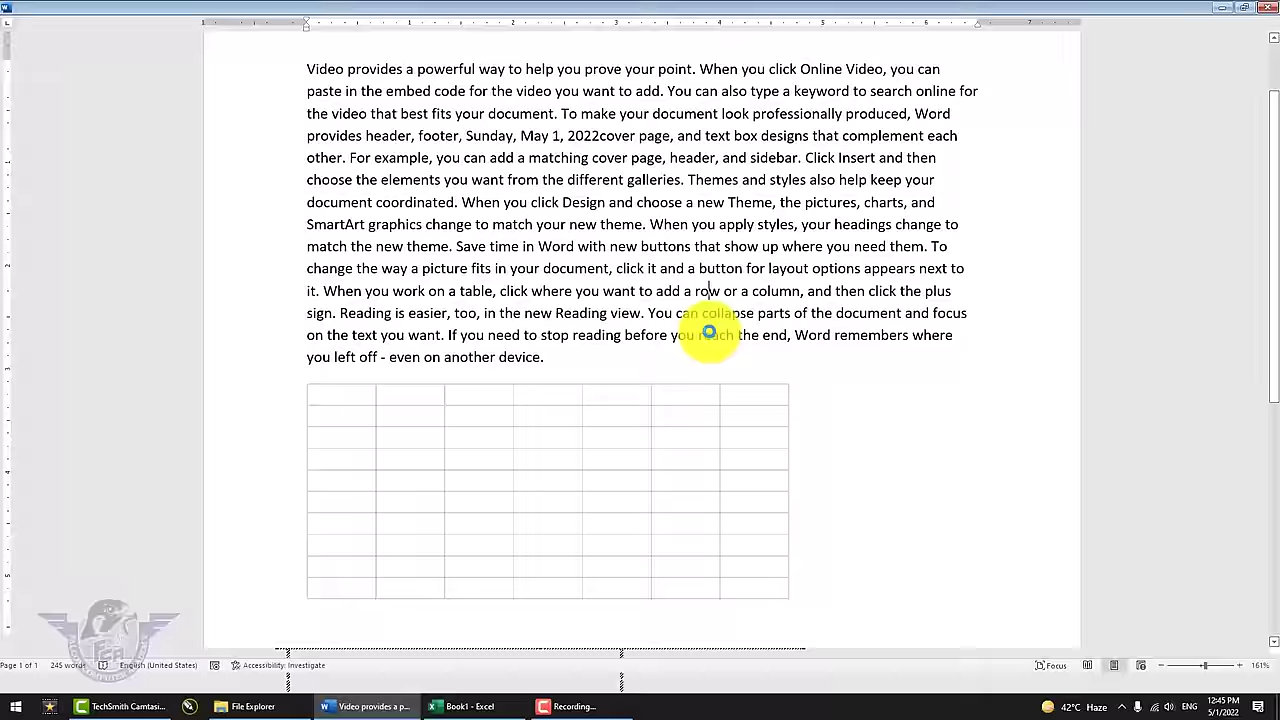 1 1 2 3 4 5 6 7
Video provides a powerful way to help you prove your point. When you click Online Video, you can
paste in the embed code for the video you want to add. You can also type a keyword to search online for
the video that best fits your document. To make your document look professionally produced, Word
provides header, footer, Sunday, May 1, 2022cover page, and text box designs that complement each
other. For example, you can add a matching cover page, header, and sidebar. Click Insert and then
choose the elements you want from the different galleries. Themes and styles also help keep your
document coordinated. When you click Design and choose a new Theme, the pictures, charts, and
SmartArt graphics change to match your new theme. When you apply styles, your headings change to
match the new theme. Save time in Word with new buttons that show up where you need them. To
change the way a picture fits in your document, click it and a button for layout options appears next to
it. When you work on a table, click where you want to add a row or a column, and then click the plus
sign. Reading is easier, too, in the new Reading view. You can collapse parts of the document and focus
on the text you want. If you need to stop reading before you reach the end, Word remembers where
you left off - even on another device.
Page 1 of 1 245 words English (United States) Accessibility: Investigate Focus 161%
TechSmith Camtasi... File Explorer Video provides a p... Book1 - Excel Recording... 42°C Haze ENG 12:45 PM
5/1/2022